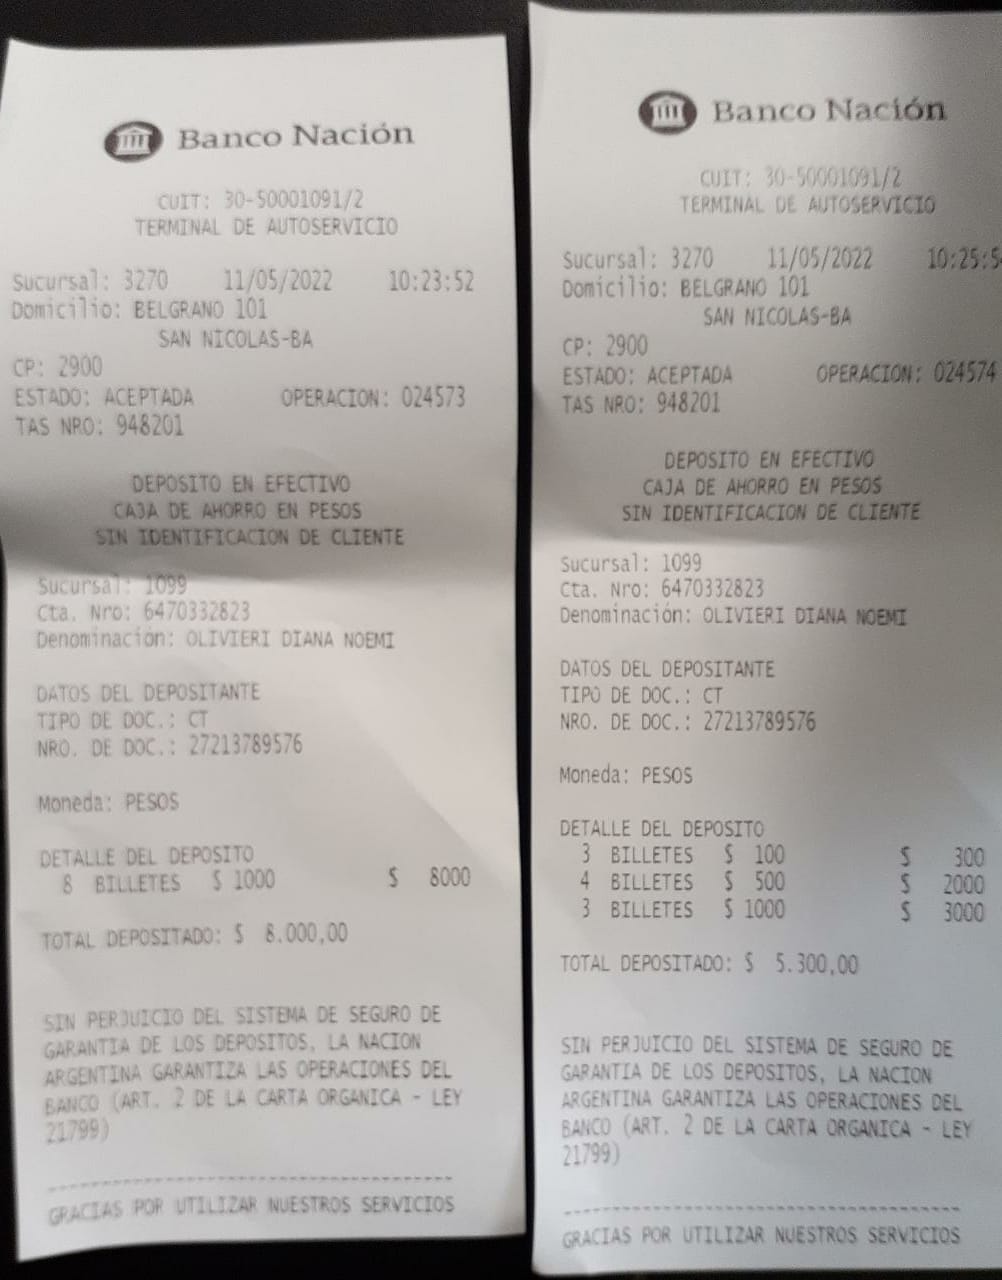 Banco Nación
CUIT: 30-50001091/2
TERMINAL DE AUTOSERVICIO
Sucursal: 3270 11/05/2022 10:23:52
Domicilio: BELGRANO 101
SAN NICOLAS-BA
CP: 2900
ESTADO: ACEPTADA OPERACION: 024573
TAS NRO: 948201
DEPOSITO EN EFECTIVO
CAJA DE AHORRO EN PESOS
SIN IDENTIFICACION DE CLIENTE
Sucursal: 1099
Cta. Nro: 6470332823
Denominación: OLIVIERI DIANA NOEMI
DATOS DEL DEPOSITANTE
TIPO DE DOC.: CT
NRO. DE DOC.: 27213789576
Moneda: PESOS
DETALLE DEL DEPOSITO
8 BILLETES $ 1000 $ 8000
TOTAL DEPOSITADO: $ 8.000,00
SIN PERJUICIO DEL SISTEMA DE SEGURO DE
GARANTIA DE LOS DEPOSITOS, LA NACION
ARGENTINA GARANTIZA LAS OPERACIONES DEL
BANCO (ART. 2 DE LA CARTA ORGANICA - LEY
21799)
GRACIAS POR UTILIZAR NUESTROS SERVICIOS
Banco Nación
CUIT: 30-50001091/2
TERMINAL DE AUTOSERVICIO
Sucursal: 3270 11/05/2022 10:25:5
Domicilio: BELGRANO 101
SAN NICOLAS-BA
CP: 2900
ESTADO: ACEPTADA OPERACION: 024574
TAS NRO: 948201
DEPOSITO EN EFECTIVO
CAJA DE AHORRO EN PESOS
SIN IDENTIFICACION DE CLIENTE
Sucursal: 1099
Cta. Nro: 6470332823
Denominación: OLIVIERI DIANA NOEMI
DATOS DEL DEPOSITANTE
TIPO DE DOC.: CT
NRO. DE DOC.: 27213789576
Moneda: PESOS
DETALLE DEL DEPOSITO
3 BILLETES $ 100 $ 300
4 BILLETES $ 500 $ 2000
3 BILLETES $ 1000 $ 3000
TOTAL DEPOSITADO: $ 5.300,00
SIN PERJUICIO DEL SISTEMA DE SEGURO DE
GARANTIA DE LOS DEPOSITOS, LA NACION
ARGENTINA GARANTIZA LAS OPERACIONES DEL
BANCO (ART. 2 DE LA CARTA ORGANICA - LEY
21799)
GRACIAS POR UTILIZAR NUESTROS SERVICIOS